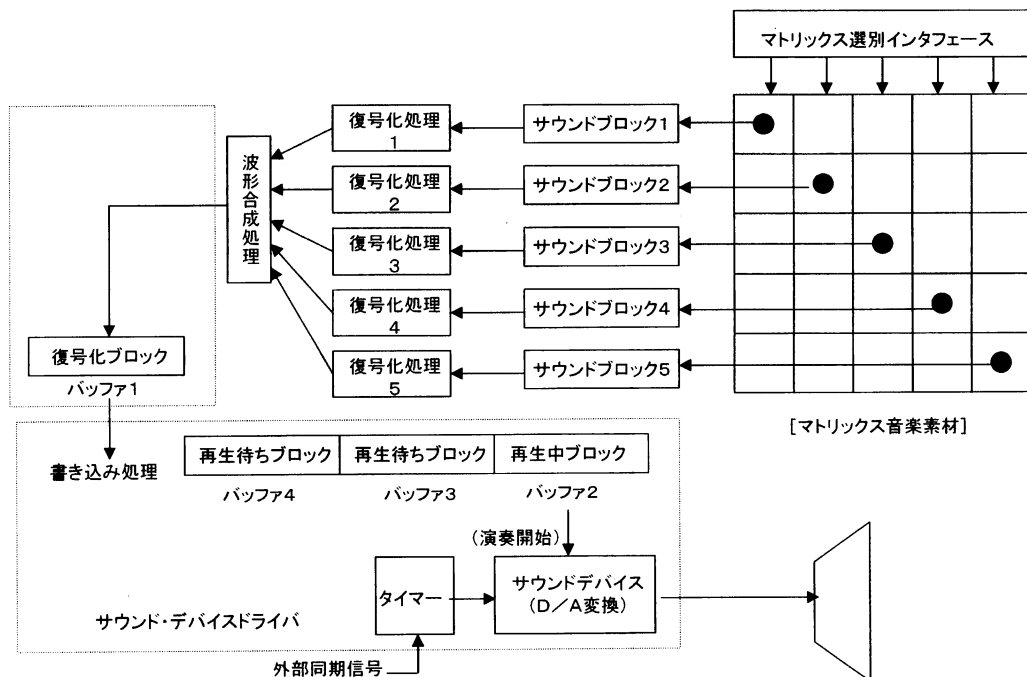 マトリックス選別インタフェース
復号化処理
1
サウンドブロック1
復号化処理
2
サウンドブロック2
復号化処理
3
サウンドブロック3
復号化処理
4
サウンドブロック4
復号化処理
5
サウンドブロック5
波形合成処理
復号化ブロック
バッファ1
[マトリックス音楽素材]
書き込み処理
再生待ちブロック
再生待ちブロック
再生中ブロック
バッファ4
バッファ3
バッファ2
(演奏開始)
タイマー
サウンドデバイス
(D/A変換)
サウンド・デバイスドライバ
外部同期信号